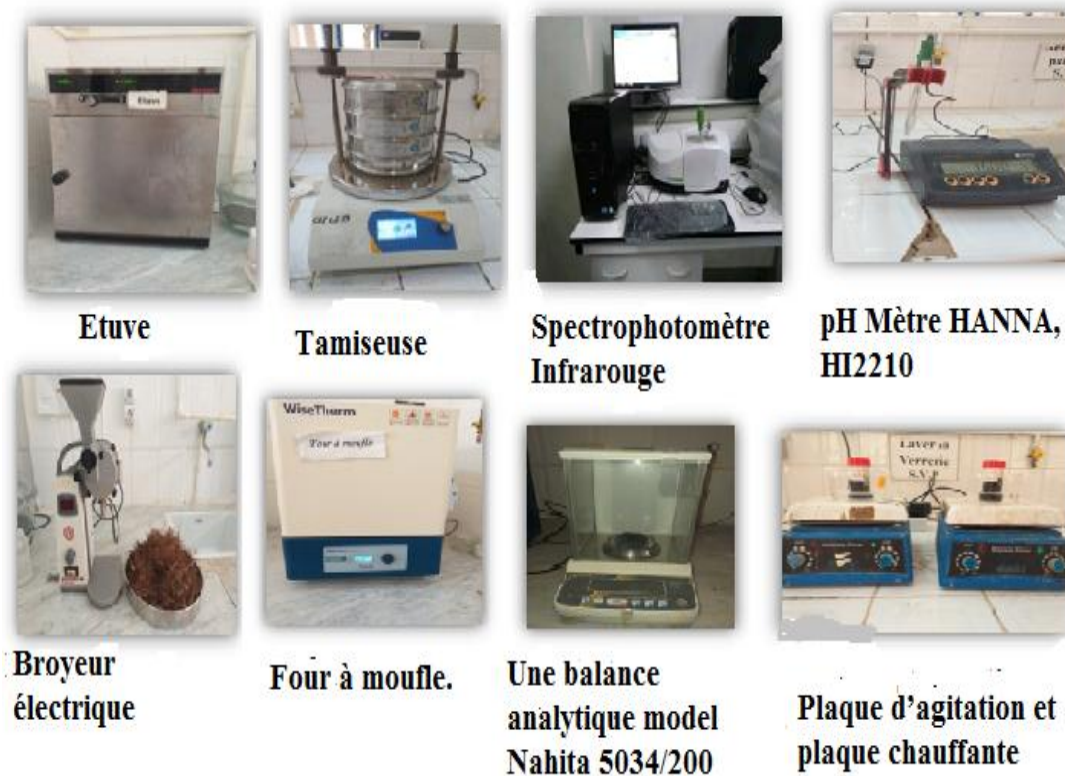 Etuve
WiseTherm
Four à moufle
Laver la
Verrerie
S.V.P
Etuve
Tamiseuse
Spectrophotomètre
Infrarouge
pH Mètre HANNA,
HI2210
Broyeur
électrique
Four à moufle.
Une balance
analytique model
Nahita 5034/200
Plaque d’agitation et
plaque chauffante